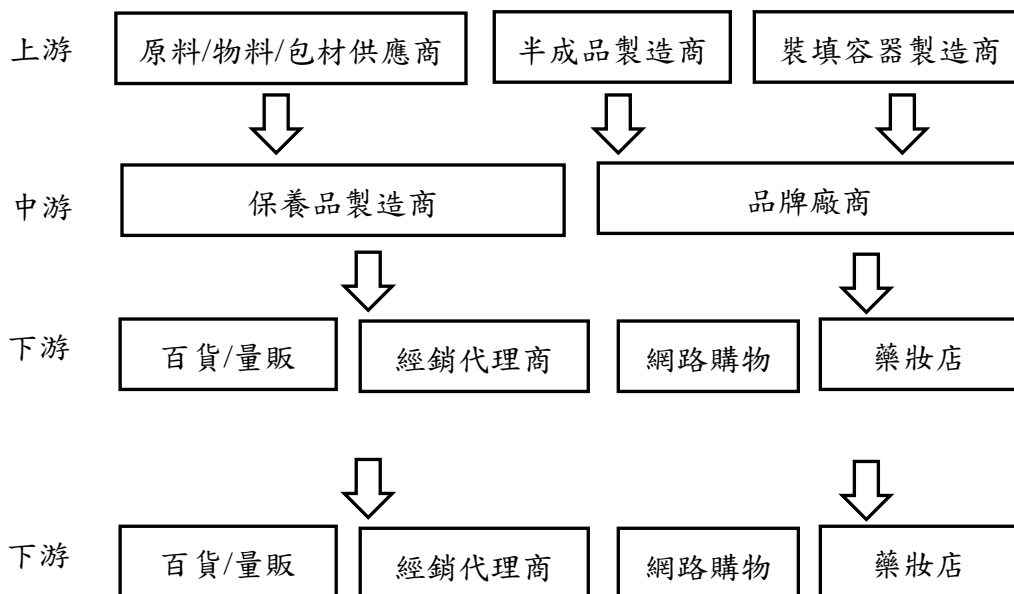 上游 原料/物料/包材供應商 半成品製造商 裝填容器製造商
中游 保養品製造商 品牌廠商
下游 百貨/量販 經銷代理商 網路購物 藥妝店
下游 百貨/量販 經銷代理商 網路購物 藥妝店